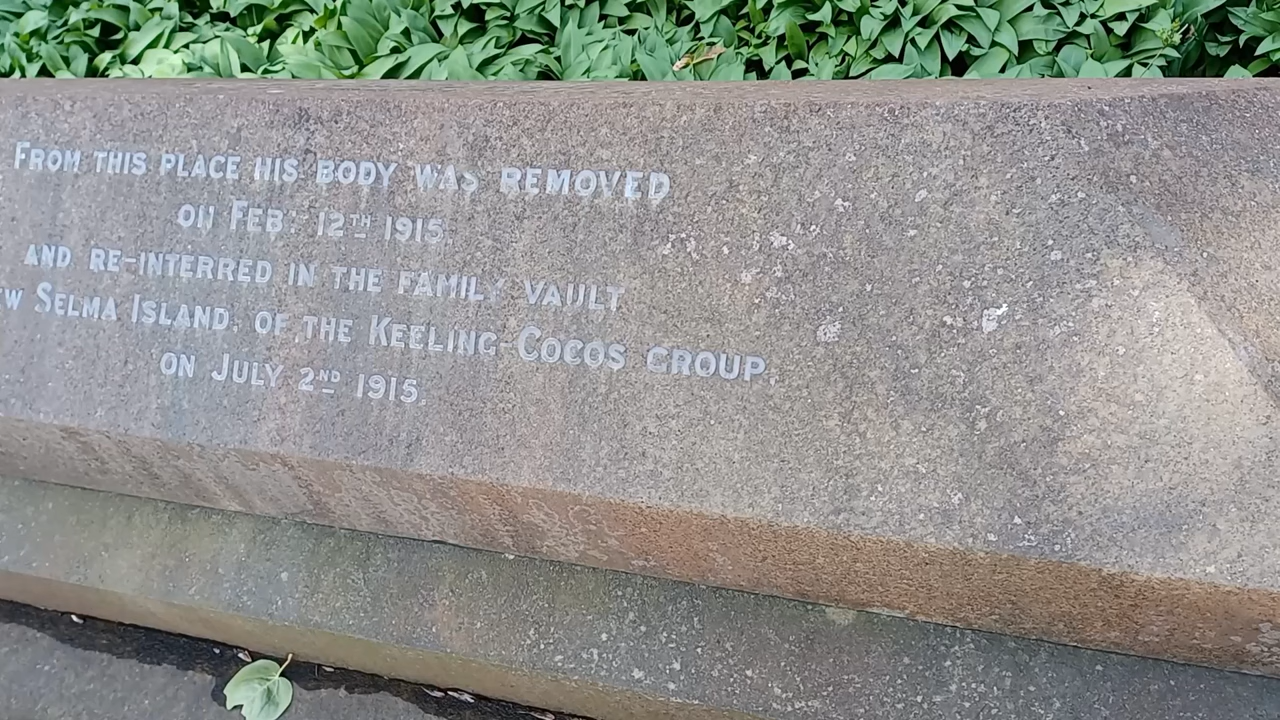 FROM THIS PLACE HIS BODY WAS REMOVED
ON FEB: 12TH 1915.
AND RE-INTERRED IN THE FAMILY VAULT
SELMA ISLAND, OF THE KEELING COCOS GROUP,
ON JULY 2ND 1915.